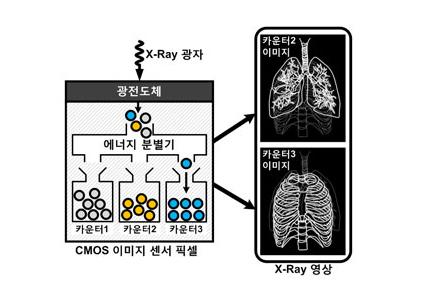 X-Ray 광자
광전도체
에너지 분별기
카운터1
카운터2
카운터3
CMOS 이미지 센서 픽셀
카운터2
이미지
카운터3
이미지
X-Ray 영상